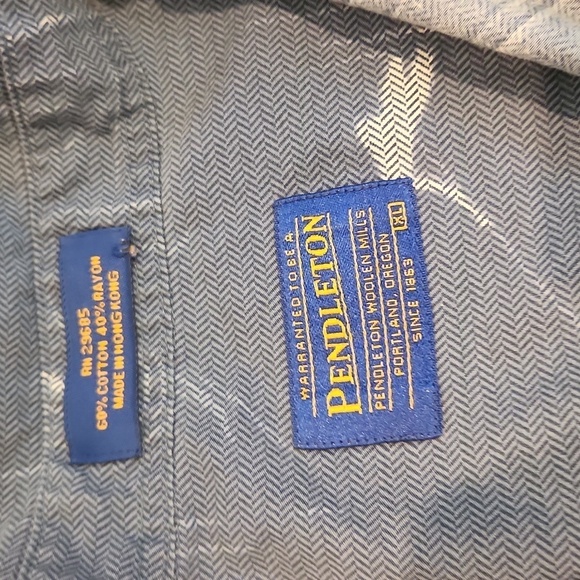 WARRANTED TO BE A
PENDLETON
PENDLETON WOOLEN MILLS
PORTLAND, OREGON
SINCE 1863
XL
RN 29685
60% COTTON 40% RAYON
MADE IN HONG KONG